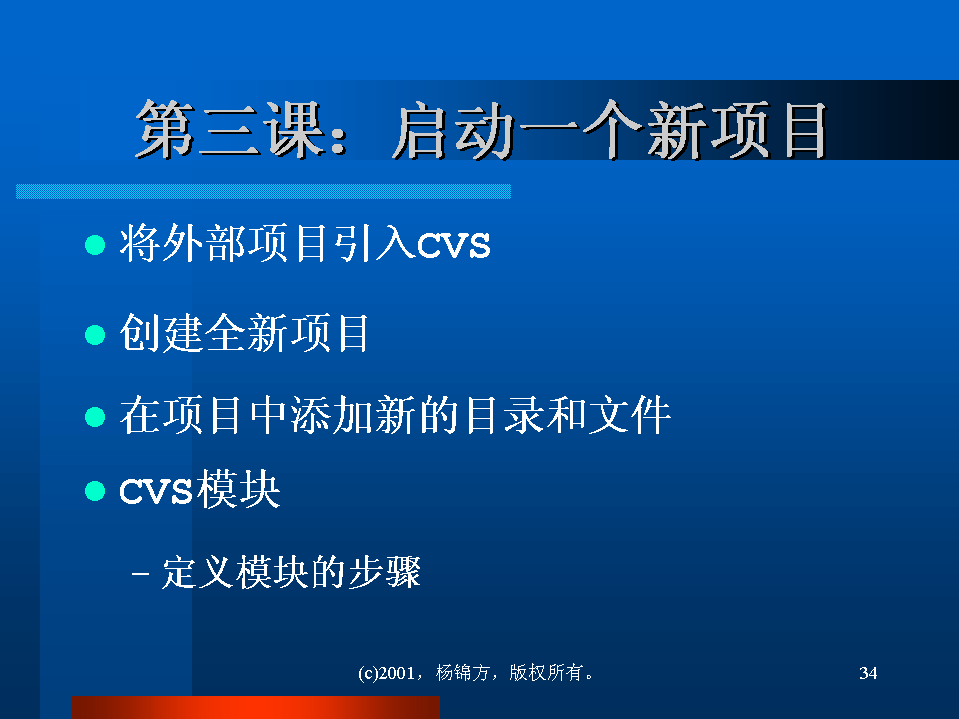 第三课：启动一个新项目
将外部项目引入CVS
创建全新项目
在项目中添加新的目录和文件
CVS模块
– 定义模块的步骤
(c)2001，杨锦方，版权所有。
34